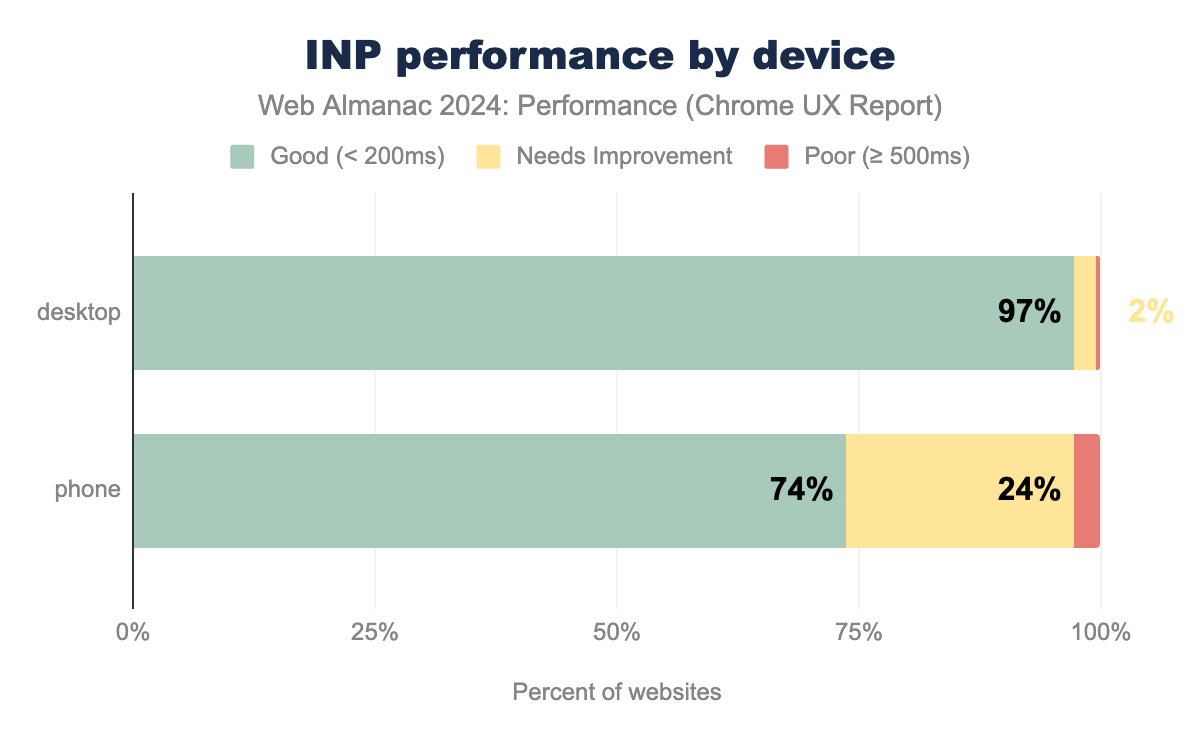 INP performance by device
Web Almanac 2024: Performance (Chrome UX Report)
Good (< 200ms) Needs Improvement Poor (≥ 500ms)
desktop 97% 2%
phone 74% 24%
0% 25% 50% 75% 100%
Percent of websites